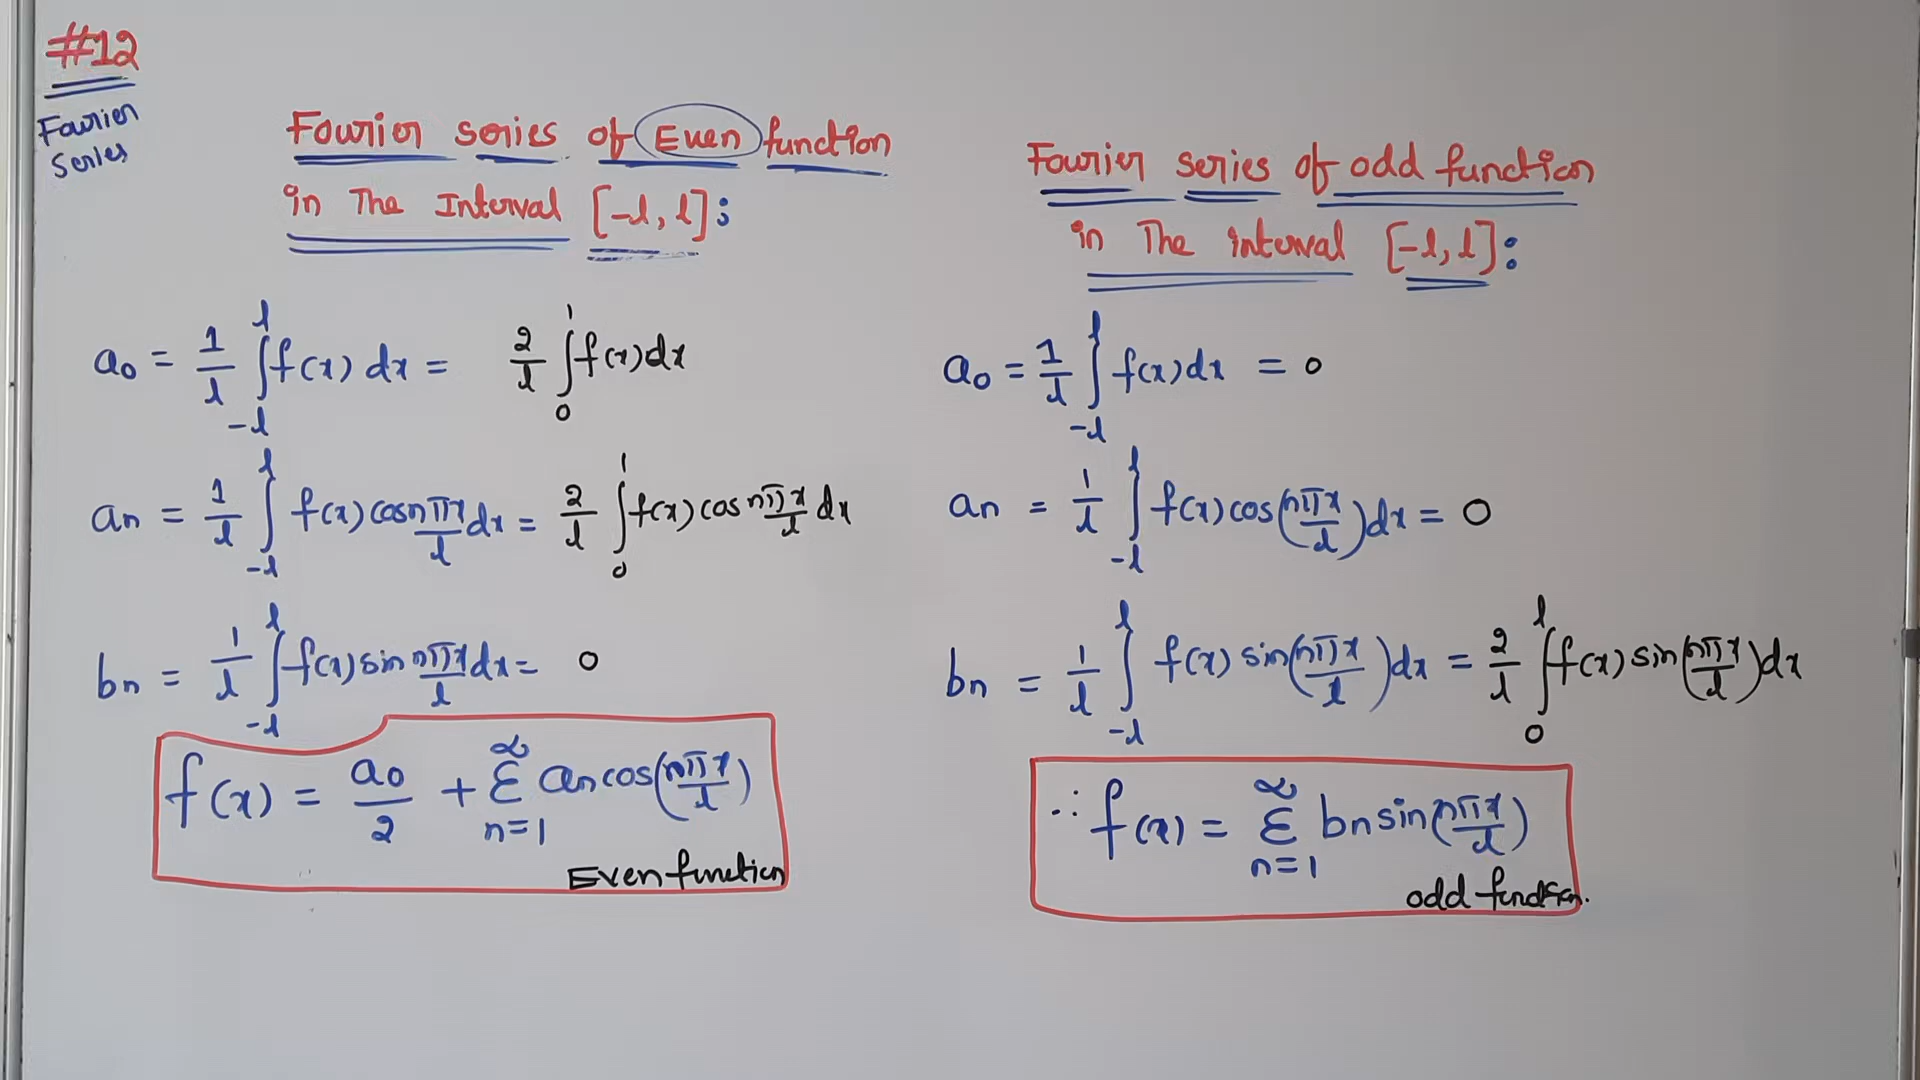 #12
Fourier
Series
Fourier series of Even function
in The Interval [-l, l]:
a₀ = 1/l ∫_{-l}^{l} f(x) dx = 2/l ∫_0^l f(x) dx
aₙ = 1/l ∫_{-l}^{l} f(x) cos nπx/l dx = 2/l ∫_0^l f(x) cos nπx/l dx
bₙ = 1/l ∫_{-l}^{l} f(x) sin nπx/l dx = 0
f(x) = a₀/2 + Σ_{n=1}^{∞} aₙ cos(nπx/l)
Even function
Fourier series of odd function
in The interval [-l, l]:
a₀ = 1/l ∫_{-l}^{l} f(x) dx = 0
aₙ = 1/l ∫_{-l}^{l} f(x) cos(nπx/l) dx = 0
bₙ = 1/l ∫_{-l}^{l} f(x) sin(nπx/l) dx = 2/l ∫_0^l f(x) sin(nπx/l) dx
∴ f(x) = Σ_{n=1}^{∞} bₙ sin(nπx/l)
odd function.